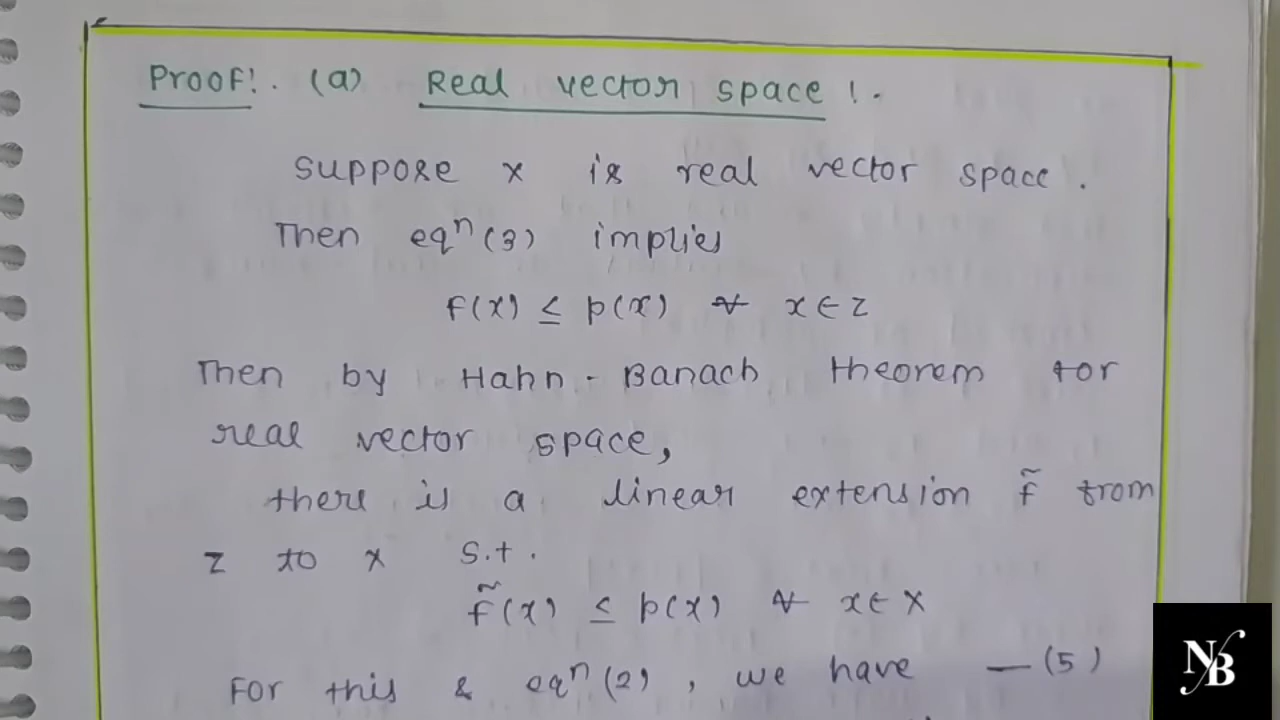 Proof:. (a) Real vector space :.
Suppose X is real vector space.
Then eqⁿ(3) implies
f(x) ≤ p(x) ∀ x ∈ Z
Then by Hahn-Banach theorem for
real vector space,
there is a linear extension f̃ from
Z to X s.t.
f̃(x) ≤ p(x) ∀ x ∈ X
For this & eqⁿ(2), we have —(5)
NB